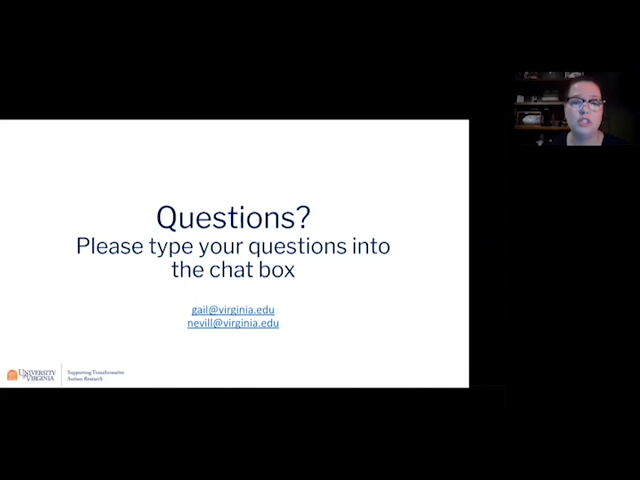 Questions?
Please type your questions into
the chat box
gail@virginia.edu
nevill@virginia.edu
UNIVERSITY
of VIRGINIA
Supporting Transformative
Autism Research